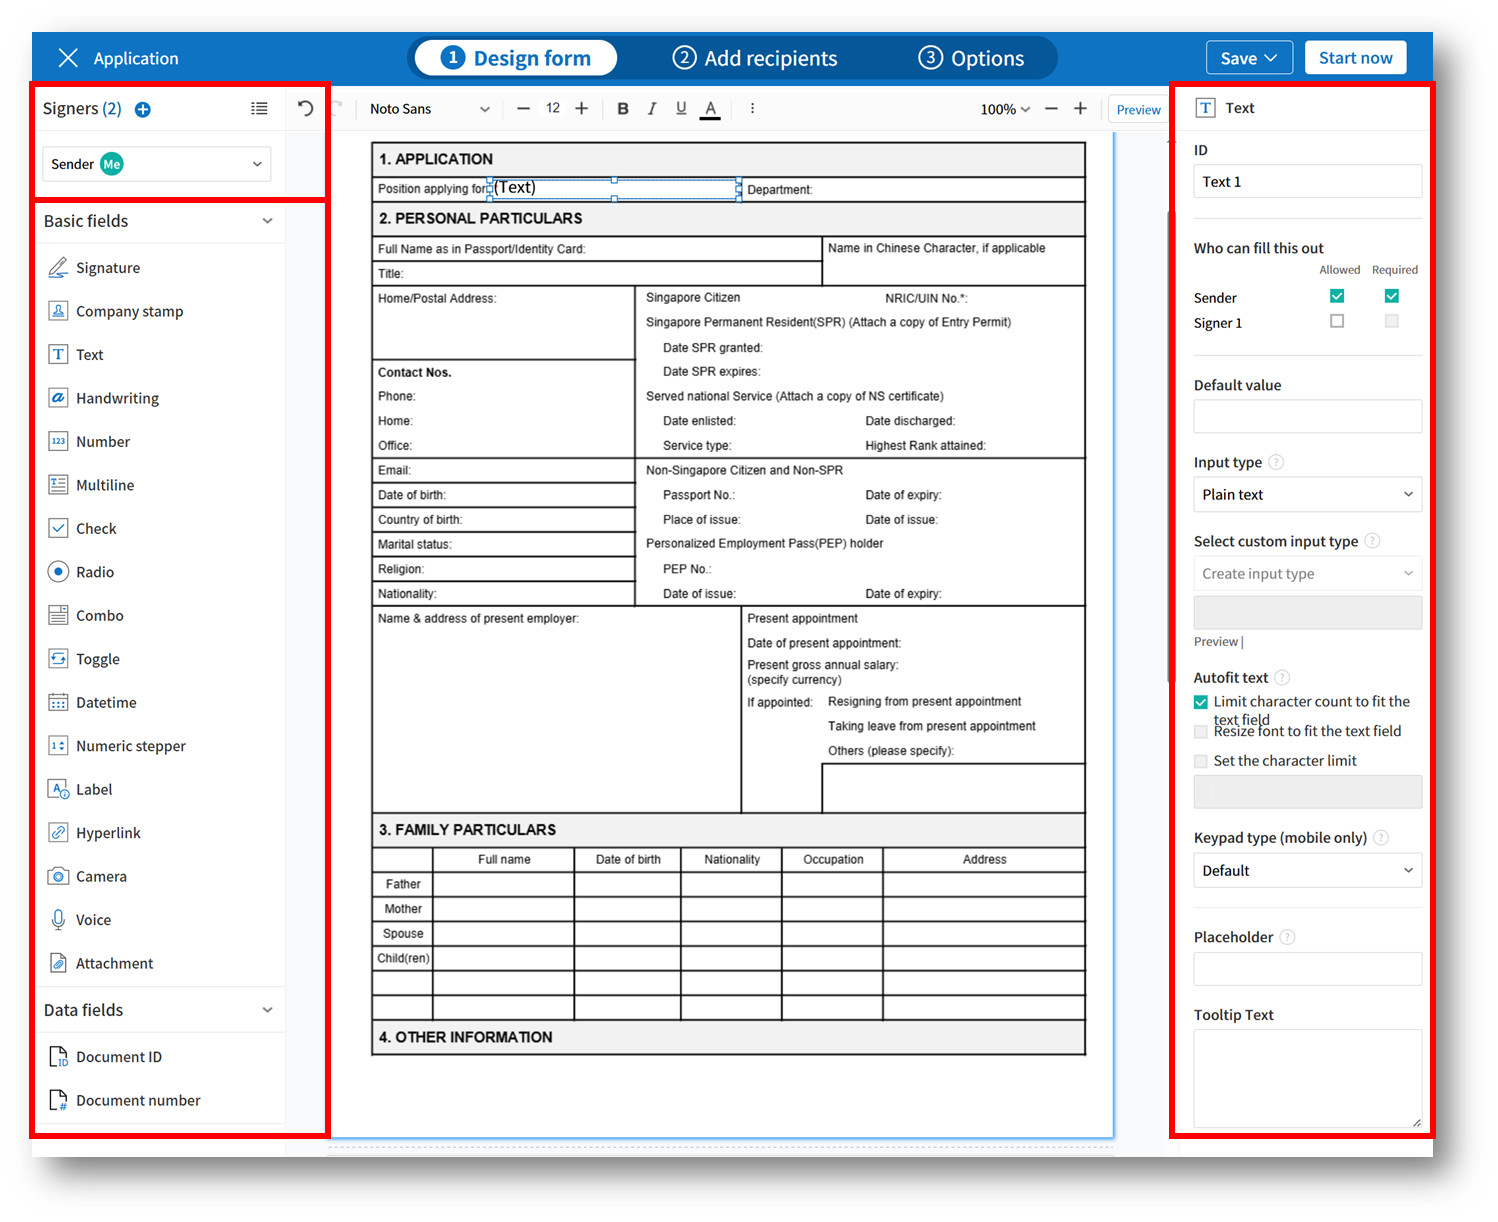 Application
1 Design form
2 Add recipients
3 Options
Save
Start now
Signers (2)
Sender Me
Basic fields
Signature
Company stamp
T Text
a Handwriting
123 Number
Multiline
Check
Radio
Combo
Toggle
Datetime
Numeric stepper
Label
Hyperlink
Camera
Voice
Attachment
Data fields
Document ID
Document number
Noto Sans
12
B I U A
100%
Preview
1. APPLICATION
Position applying for: (Text) Department:
2. PERSONAL PARTICULARS
Full Name as in Passport/Identity Card:
Name in Chinese Character, if applicable
Title:
Home/Postal Address:
Singapore Citizen NRIC/UIN No.*:
Singapore Permanent Resident(SPR) (Attach a copy of Entry Permit)
Date SPR granted:
Date SPR expires:
Contact Nos.
Phone:
Home:
Office:
Served national Service (Attach a copy of NS certificate)
Date enlisted: Date discharged:
Service type: Highest Rank attained:
Email:
Date of birth:
Country of birth:
Marital status:
Religion:
Nationality:
Non-Singapore Citizen and Non-SPR
Passport No.: Date of expiry:
Place of issue: Date of issue:
Personalized Employment Pass(PEP) holder
PEP No.:
Date of issue: Date of expiry:
Name & address of present employer:
Present appointment
Date of present appointment:
Present gross annual salary:
(specify currency)
If appointed: Resigning from present appointment
Taking leave from present appointment
Others (please specify):
3. FAMILY PARTICULARS
Full name Date of birth Nationality Occupation Address
Father
Mother
Spouse
Child(ren)
4. OTHER INFORMATION
T Text
ID
Text 1
Who can fill this out
Allowed Required
Sender
Signer 1
Default value
Input type ?
Plain text
Select custom input type ?
Create input type
Preview |
Autofit text ?
Limit character count to fit the
text field
Resize font to fit the text field
Set the character limit
Keypad type (mobile only) ?
Default
Placeholder ?
Tooltip Text